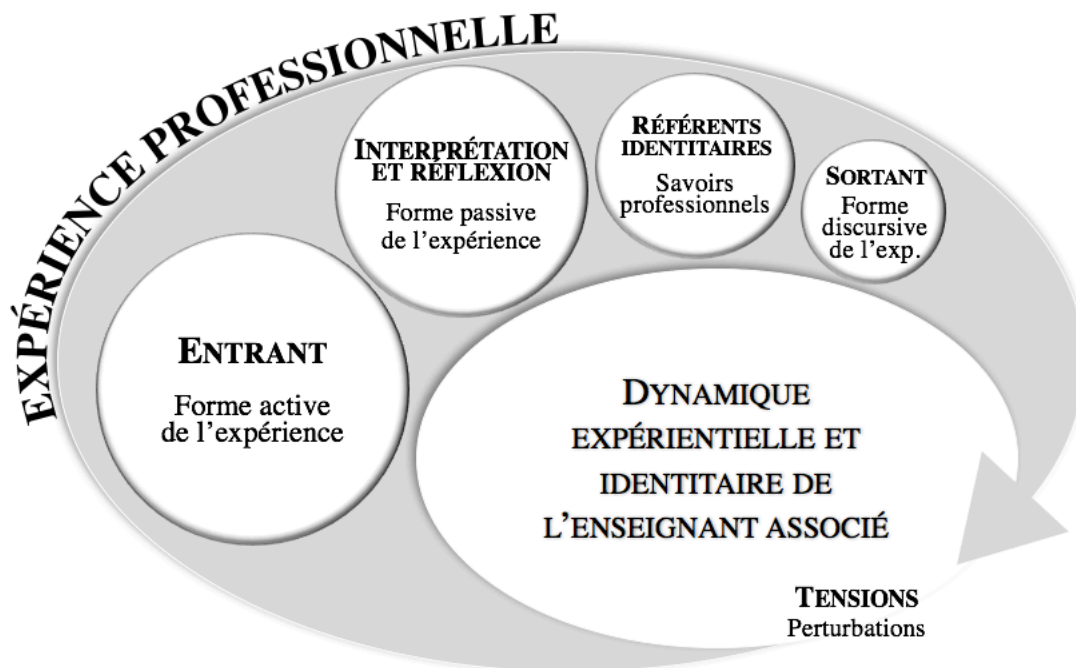 EXPÉRIENCE PROFESSIONNELLE
INTERPRÉTATION
ET RÉFLEXION
Forme passive
de l’expérience
RÉFÉRENTS
IDENTITAIRES
Savoirs
professionnels
SORTANT
Forme
discursive
de l’exp.
ENTRANT
Forme active
de l’expérience
DYNAMIQUE
EXPÉRIENTIELLE ET
IDENTITAIRE DE
L’ENSEIGNANT ASSOCIÉ
TENSIONS
Perturbations